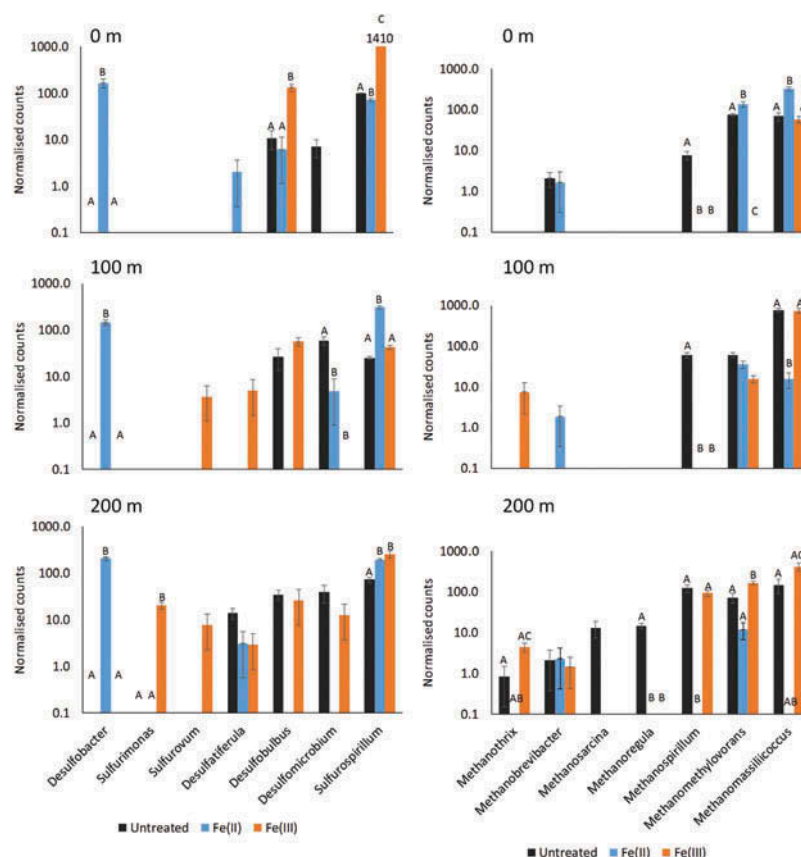 0 m
C
1410
Normalised counts
1000.0
100.0
10.0
1.0
0.1
A
B
A
A A
B
A
B
100 m
Normalised counts
1000.0
100.0
10.0
1.0
0.1
A
B
A
A
B
B
A
B
A
200 m
Normalised counts
1000.0
100.0
10.0
1.0
0.1
A
B
A
A A
B
A
B
B
Desulfobacter
Sulfurimonas
Sulfurovum
Desulfatiferula
Desulfobulbus
Desulfomicrobium
Sulfurospirillum
Untreated Fe(II) Fe(III)
0 m
Normalised counts
1000.0
100.0
10.0
1.0
0.1
A
B B
A
B
C
A
B
100 m
Normalised counts
1000.0
100.0
10.0
1.0
0.1
A
B B
A
B
A
200 m
Normalised counts
1000.0
100.0
10.0
1.0
0.1
A
AB
AC
A
B B
A
B
A
A
A
B
A
AB
AC
Methanothrix
Methanobrevibacter
Methanosarcina
Methanoregula
Methanospirillum
Methanomethylovorans
Methanomassiliicoccus
Untreated Fe(II) Fe(III)